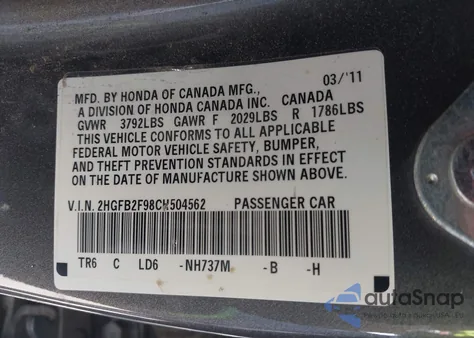 MFD. BY HONDA OF CANADA MFG., 03/'11
A DIVISION OF HONDA CANADA INC. CANADA
GVWR 3792LBS GAWR F 2029LBS R 1786LBS
THIS VEHICLE CONFORMS TO ALL APPLICABLE
FEDERAL MOTOR VEHICLE SAFETY, BUMPER,
AND THEFT PREVENTION STANDARDS IN EFFECT ON
THE DATE OF MANUFACTURE SHOWN ABOVE.
V.I.N. 2HGFB2F98CH504562 PASSENGER CAR
TR6 C LD6 -NH737M -B -H
autoSnap